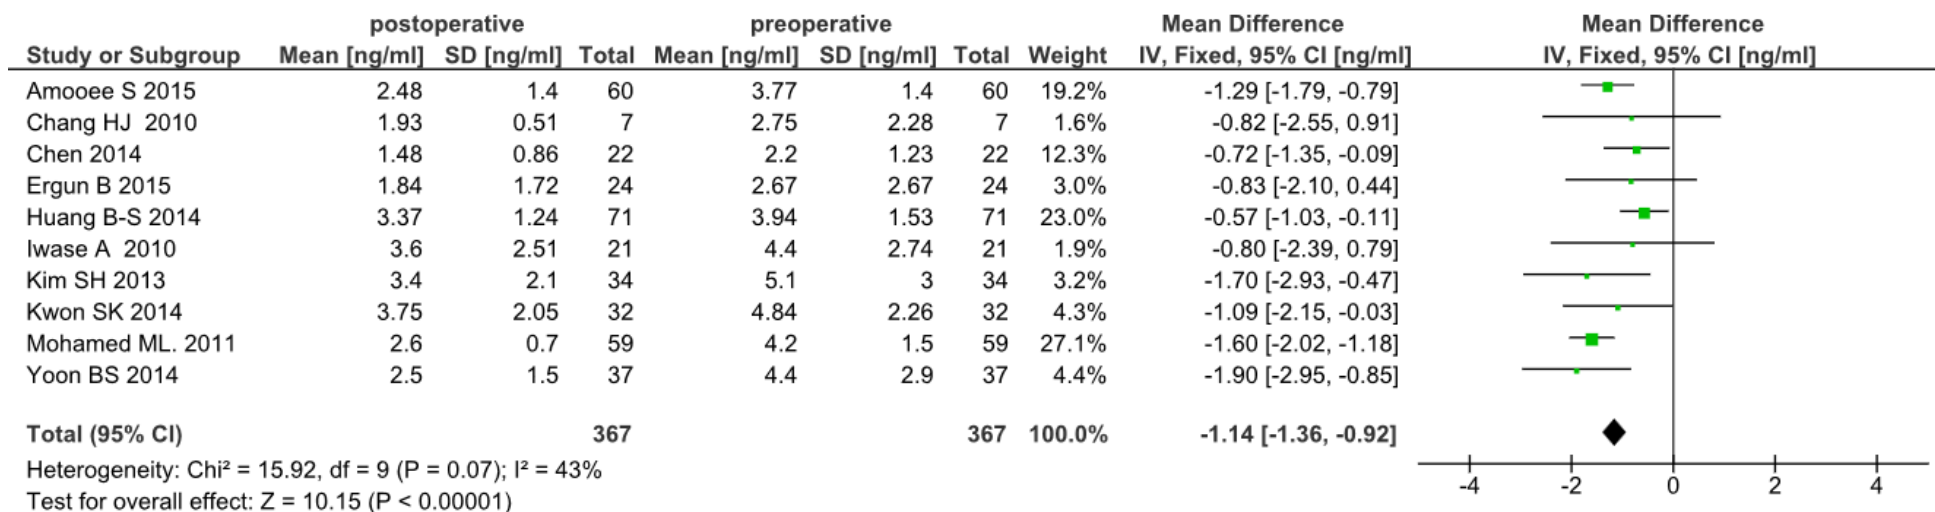 postoperative preoperative Mean Difference Mean Difference
Study or Subgroup Mean [ng/ml] SD [ng/ml] Total Mean [ng/ml] SD [ng/ml] Total Weight IV, Fixed, 95% CI [ng/ml] IV, Fixed, 95% CI [ng/ml]
Amooee S 2015 2.48 1.4 60 3.77 1.4 60 19.2% -1.29 [-1.79, -0.79]
Chang HJ 2010 1.93 0.51 7 2.75 2.28 7 1.6% -0.82 [-2.55, 0.91]
Chen 2014 1.48 0.86 22 2.2 1.23 22 12.3% -0.72 [-1.35, -0.09]
Ergun B 2015 1.84 1.72 24 2.67 2.67 24 3.0% -0.83 [-2.10, 0.44]
Huang B-S 2014 3.37 1.24 71 3.94 1.53 71 23.0% -0.57 [-1.03, -0.11]
Iwase A 2010 3.6 2.51 21 4.4 2.74 21 1.9% -0.80 [-2.39, 0.79]
Kim SH 2013 3.4 2.1 34 5.1 3 34 3.2% -1.70 [-2.93, -0.47]
Kwon SK 2014 3.75 2.05 32 4.84 2.26 32 4.3% -1.09 [-2.15, -0.03]
Mohamed ML. 2011 2.6 0.7 59 4.2 1.5 59 27.1% -1.60 [-2.02, -1.18]
Yoon BS 2014 2.5 1.5 37 4.4 2.9 37 4.4% -1.90 [-2.95, -0.85]
Total (95% CI) 367 367 100.0% -1.14 [-1.36, -0.92]
Heterogeneity: Chi² = 15.92, df = 9 (P = 0.07); I² = 43%
Test for overall effect: Z = 10.15 (P < 0.00001)
-4 -2 0 2 4